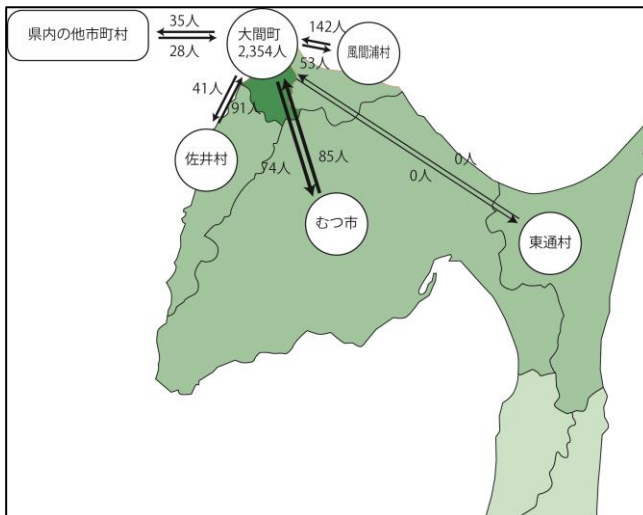 35人
県内の他市町村
28人
大間町
2,354人
142人
風間浦村
53人
41人
91人
佐井村
74人
85人
むつ市
0人
0人
東通村